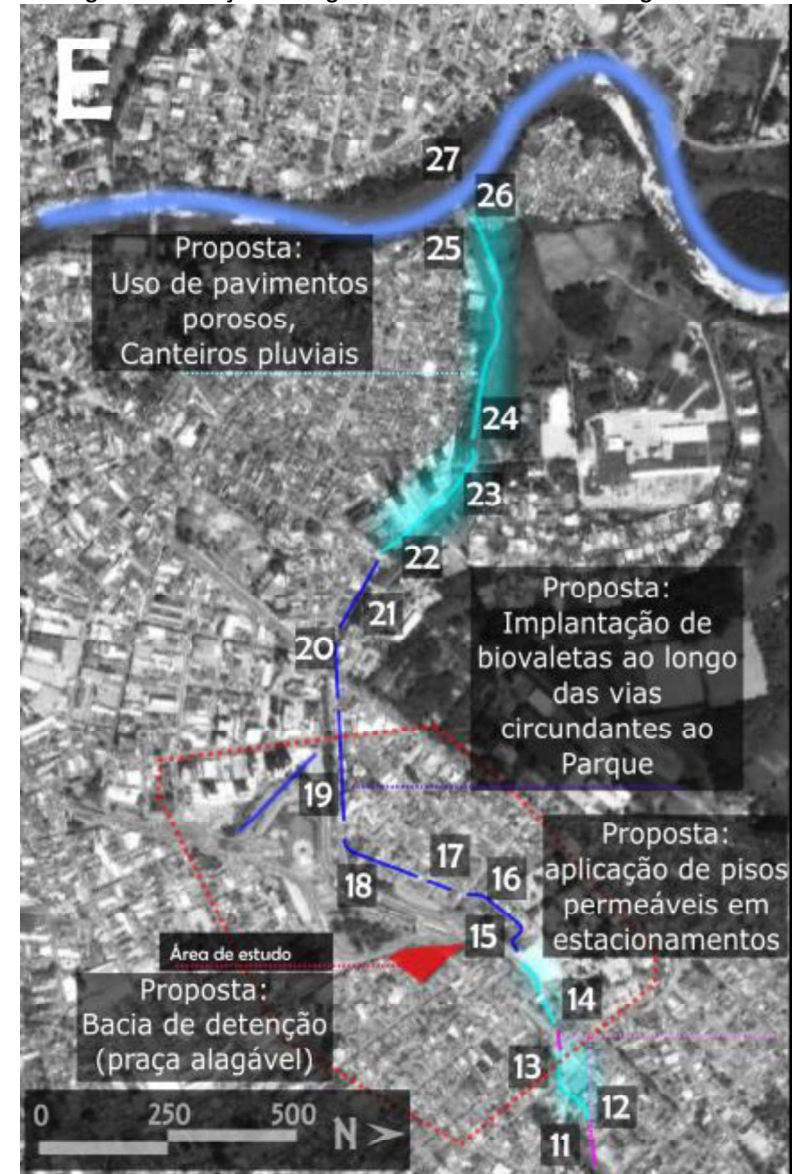 E
27
26
25
Proposta:
Uso de pavimentos
porosos,
Canteiros pluviais
24
23
22
21
20
Proposta:
Implantação de
biovaletas ao longo
das vias
circundantes ao
Parque
19
17
18
16
15
Proposta:
aplicação de pisos
permeáveis em
estacionamentos
Área de estudo
Proposta:
Bacia de detenção
(praça alagável)
14
13
12
11
0 250 500
N